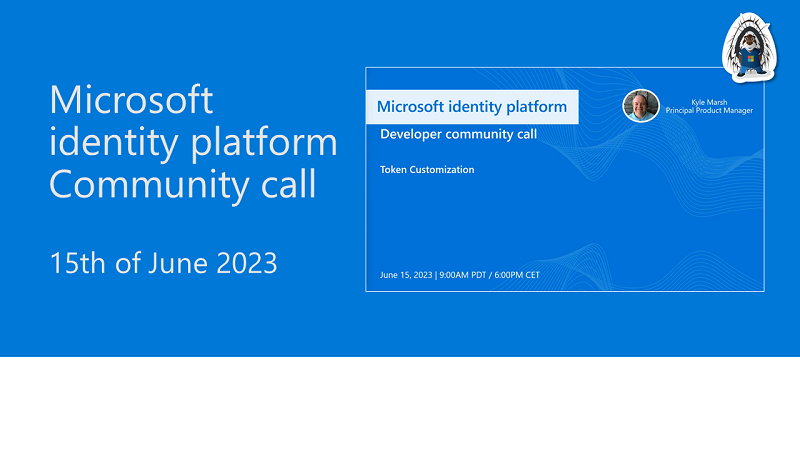 Microsoft
identity platform
Community call
15th of June 2023
Microsoft identity platform
Developer community call
Token Customization
June 15, 2023 | 9:00AM PDT / 6:00PM CET
Kyle Marsh
Principal Product Manager